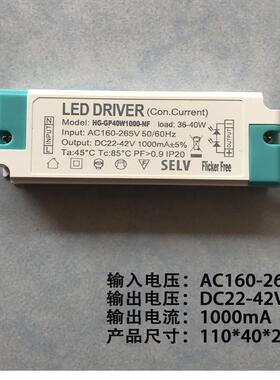 LED DRIVER (Con.Current)
Model: HG-GP40W1000-NF load: 36-40W
Input: AC160-265V 50/60Hz
Output: DC22-42V 1000mA±5%
Ta:45°C Tc:85°C PF>0.9 IP20
SELV Flicker Free
INPUT
L N
OUTPUT
输入电压: AC160-26
输出电压: DC22-42V
输出电流: 1000mA
产品尺寸: 110*40*2